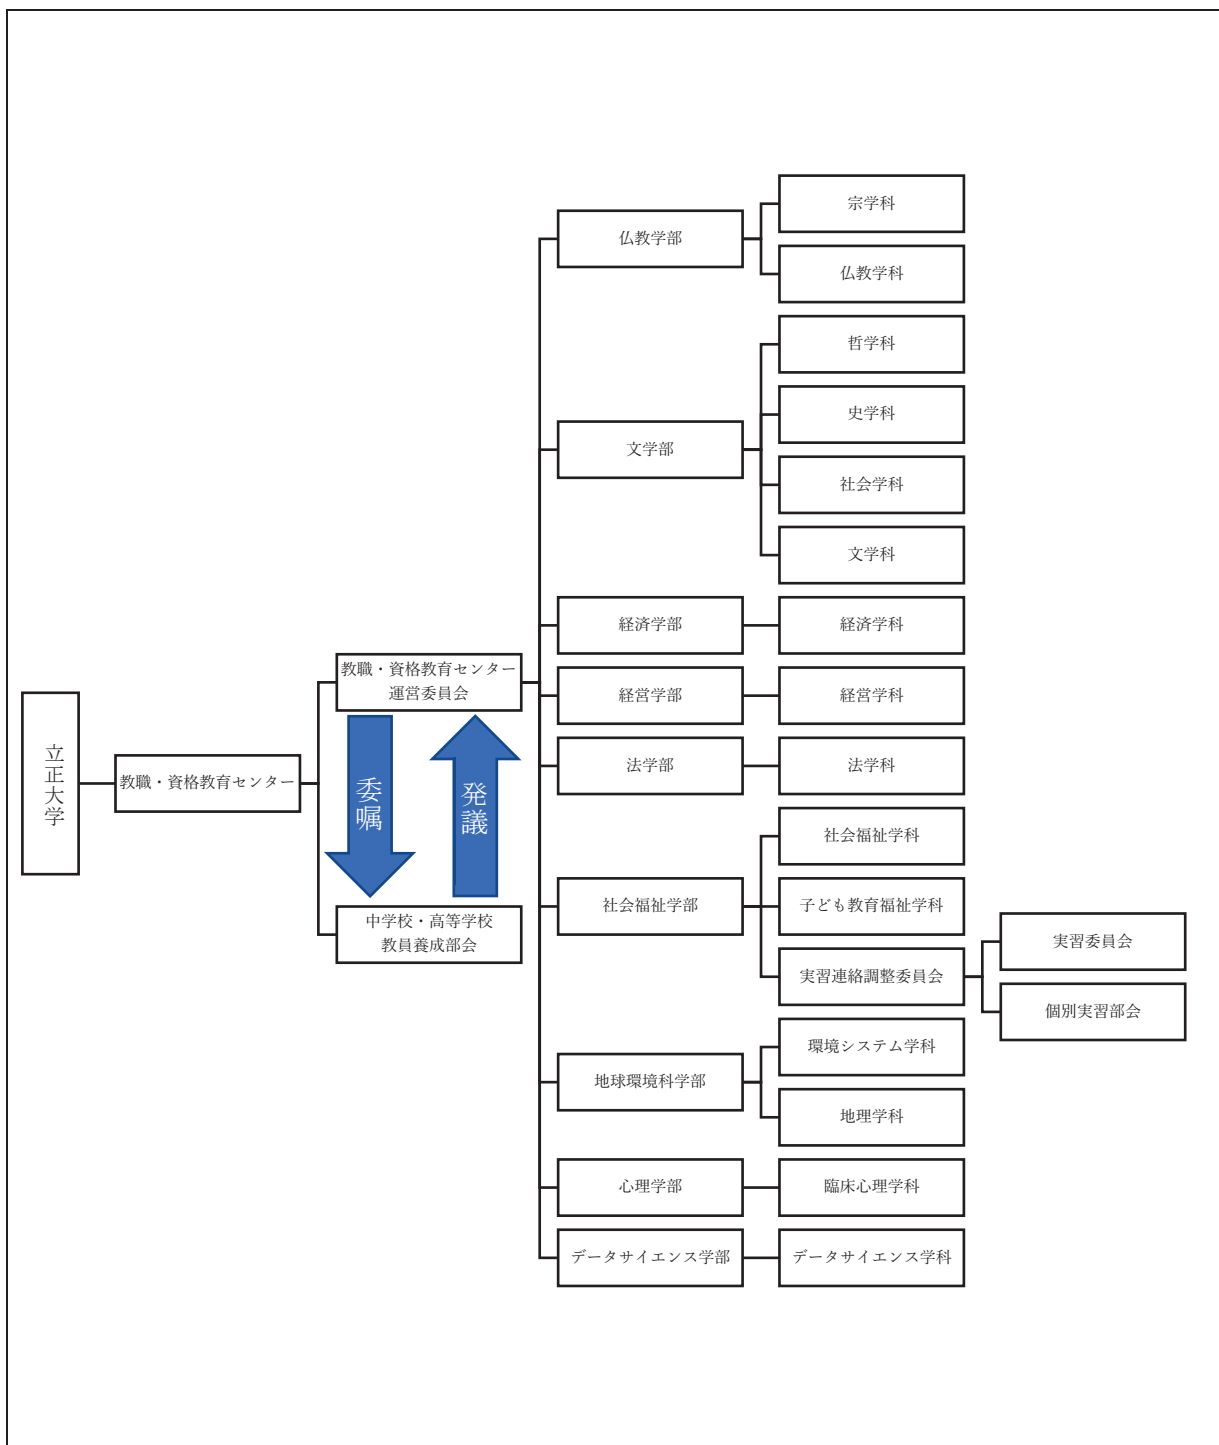 立正大学
教職・資格教育センター
教職・資格教育センター
運営委員会
委嘱
発議
中学校・高等学校
教員養成部会
仏教学部
宗学科
仏教学科
文学部
哲学科
史学科
社会学科
文学科
経済学部
経済学科
経営学部
経営学科
法学部
法学科
社会福祉学部
社会福祉学科
子ども教育福祉学科
実習連絡調整委員会
実習委員会
個別実習部会
地球環境科学部
環境システム学科
地理学科
心理学部
臨床心理学科
データサイエンス学部
データサイエンス学科